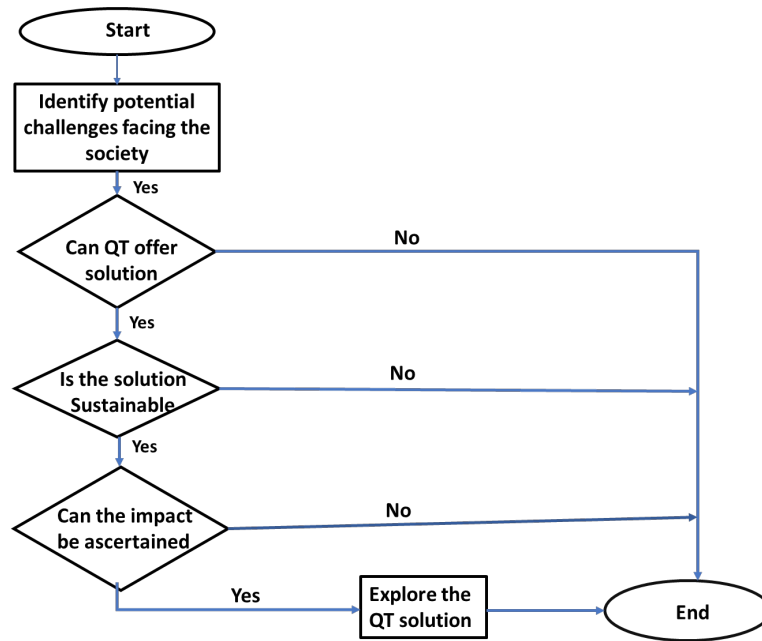 Start
Identify potential
challenges facing the
society
Yes
Can QT offer
solution
No
Yes
Is the solution
Sustainable
No
Yes
Can the impact
be ascertained
No
Yes
Explore the
QT solution
End